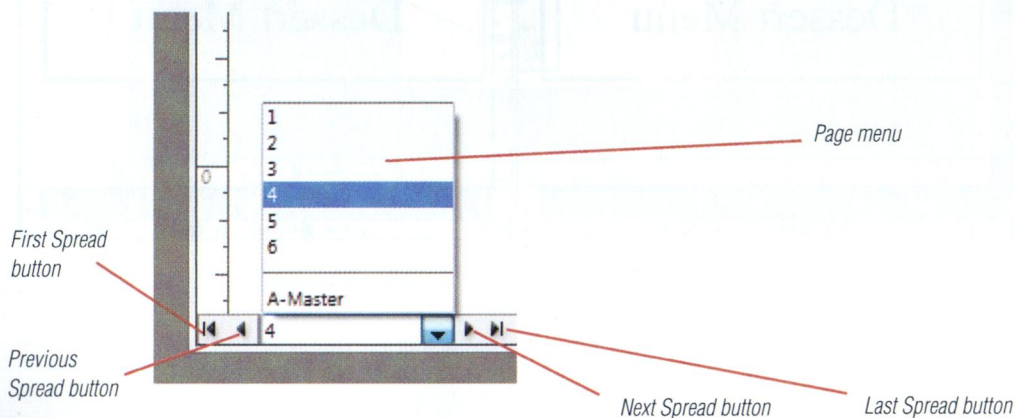 Dessert Menu
Dessert Menu
1
2
3
4
5
6
A-Master
4
0
Page menu
First Spread
button
Previous
Spread button
Next Spread button
Last Spread button